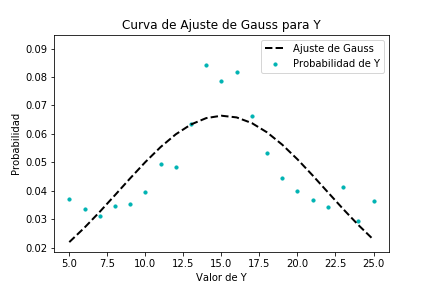 Curva de Ajuste de Gauss para Y
Ajuste de Gauss
Probabilidad de Y
Probabilidad
0.09
0.08
0.07
0.06
0.05
0.04
0.03
0.02
5.0 7.5 10.0 12.5 15.0 17.5 20.0 22.5 25.0
Valor de Y